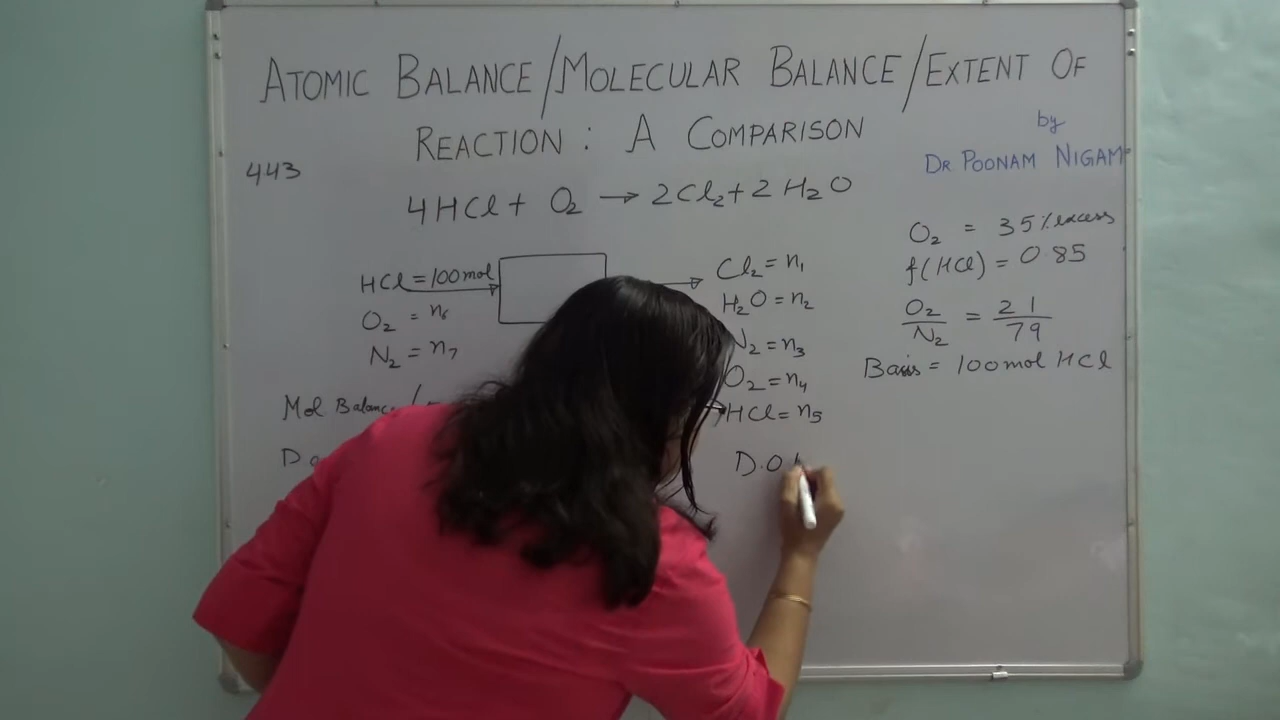 ATOMIC BALANCE/MOLECULAR BALANCE/EXTENT OF
REACTION : A COMPARISON
by
DR POONAM NIGAM
443
4HCl + O₂ → 2Cl₂ + 2H₂O
HCl = 100 mol
O₂ = n₆
N₂ = n₇
Cl₂ = n₁
H₂O = n₂
N₂ = n₃
O₂ = n₄
HCl = n₅
O₂ = 35% excess
f(HCl) = 0.85
O₂/N₂ = 21/79
Basis = 100 mol HCl
Mol Balance /
D.O